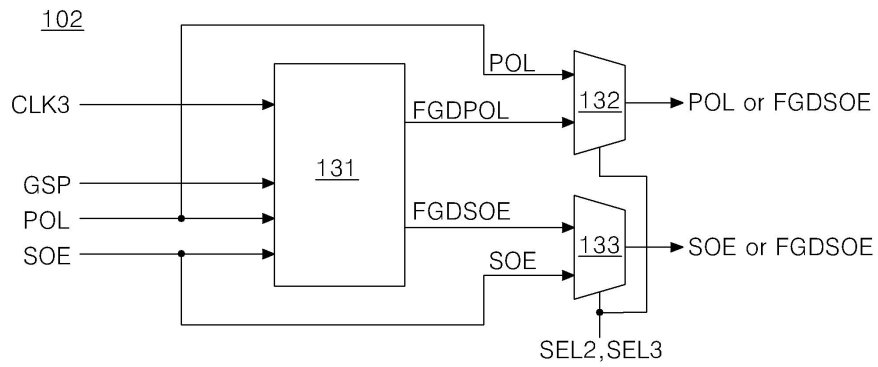 102
POL
CLK3
132
POL or FGDSOE
FGDPOL
131
GSP
POL
FGDSOE
SOE
133
SOE or FGDSOE
SOE
SEL2,SEL3